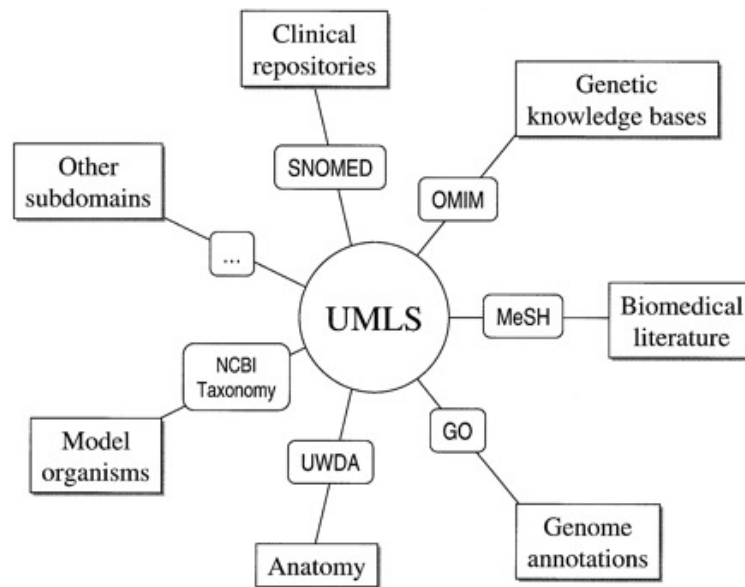 Clinical
repositories
Genetic
knowledge bases
SNOMED
Other
subdomains
OMIM
...
UMLS
MeSH
Biomedical
literature
NCBI
Taxonomy
Model
organisms
GO
UWDA
Genome
annotations
Anatomy